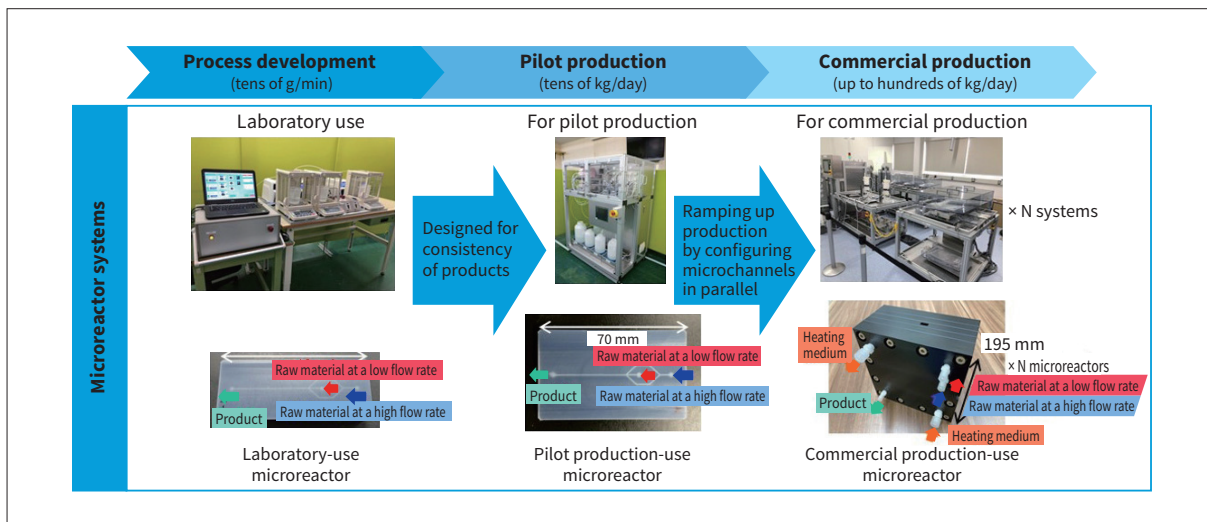 Process development
(tens of g/min)
Pilot production
(tens of kg/day)
Commercial production
(up to hundreds of kg/day)
Microreactor systems
Laboratory use
For pilot production
For commercial production
Designed for
consistency
of products
Ramping up
production
by configuring
microchannels
in parallel
× N systems
Raw material at a low flow rate
Product
Raw material at a high flow rate
Laboratory-use
microreactor
70 mm
Raw material at a low flow rate
Product
Raw material at a high flow rate
Pilot production-use
microreactor
Heating
medium
195 mm
× N microreactors
Raw material at a low flow rate
Product
Raw material at a high flow rate
Heating medium
Commercial production-use
microreactor